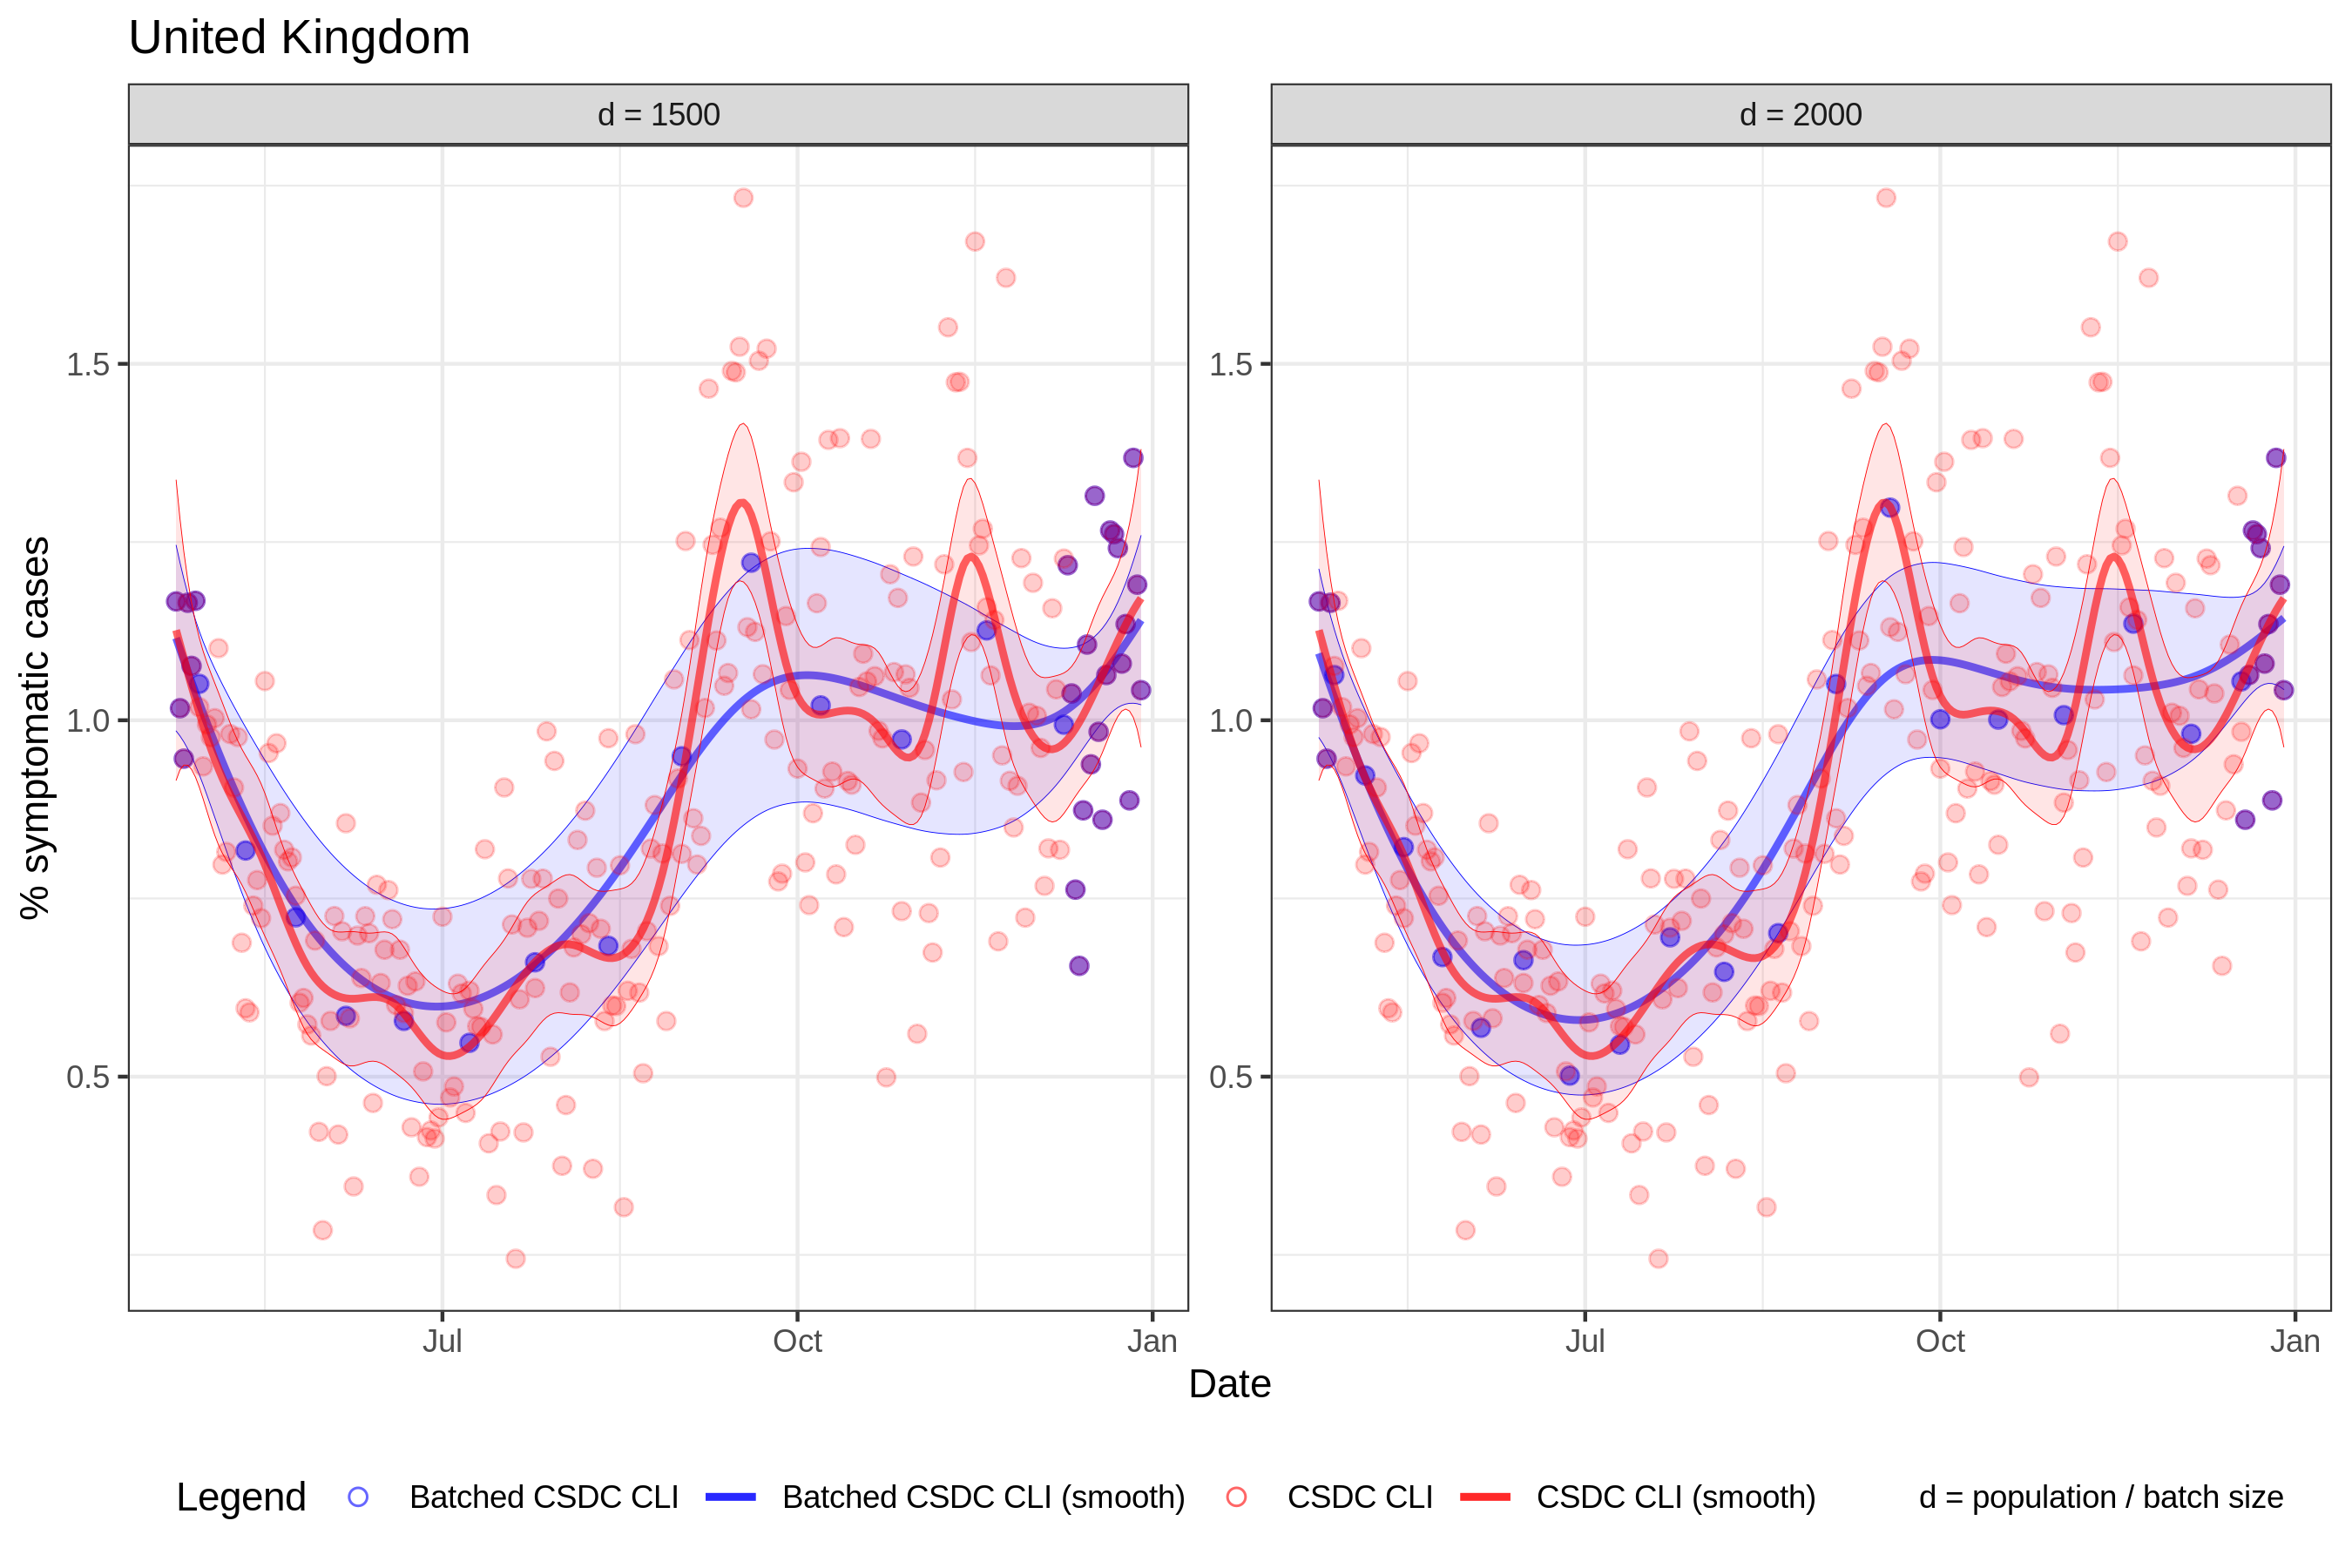 United Kingdom
d = 1500
d = 2000
% symptomatic cases
1.5
1.0
0.5
1.5
1.0
0.5
Jul Oct Jan
Jul Oct Jan
Date
Legend Batched CSDC CLI Batched CSDC CLI (smooth) CSDC CLI CSDC CLI (smooth) d = population / batch size